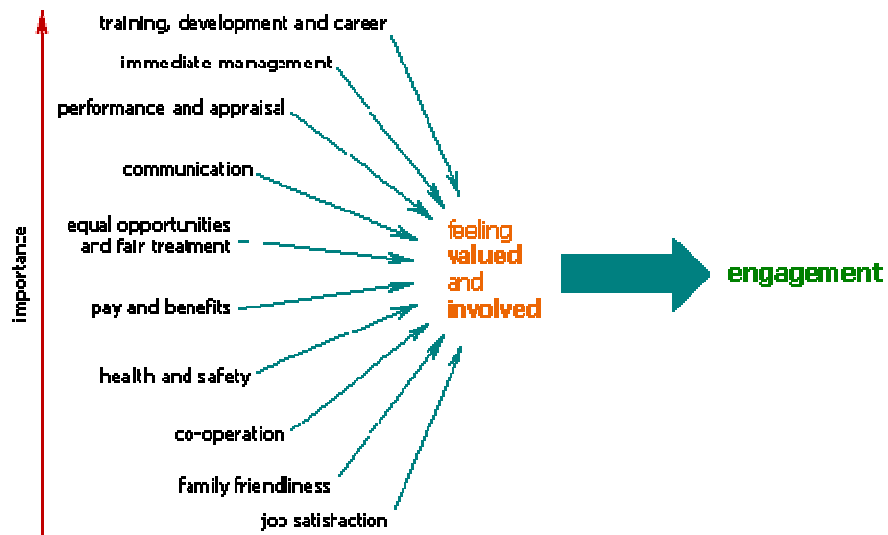 training, development and career
immediate management
performance and appraisal
communication
equal opportunities
and fair treatment
pay and benefits
health and safety
co-operation
family friendliness
job satisfaction
importance
feeling
valued
and
involved
engagement